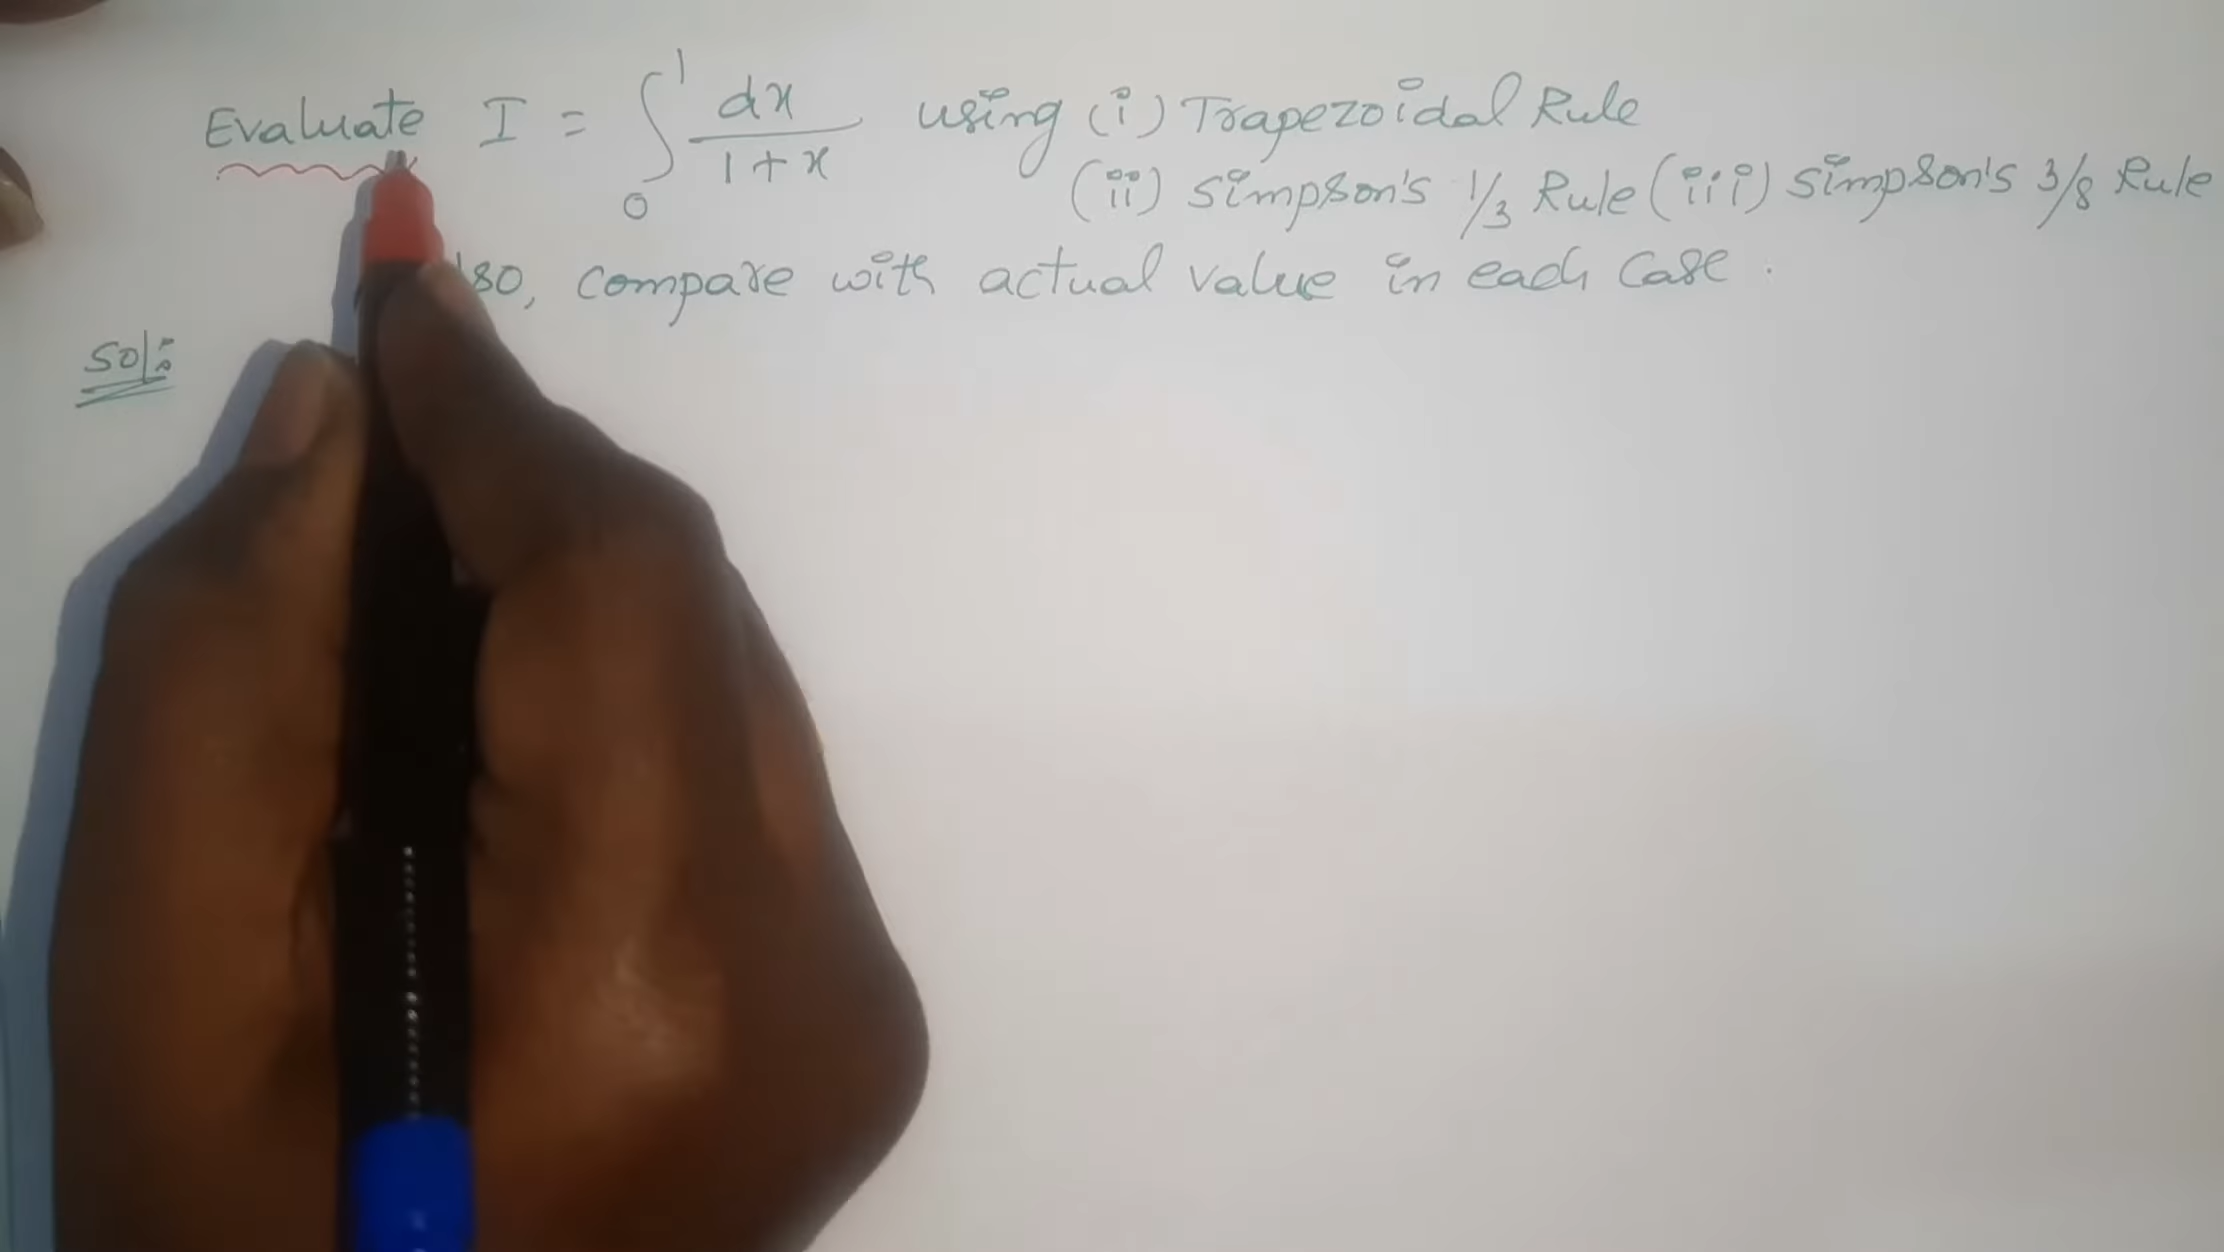 Evaluate I = ∫₀¹ dx/(1+x) using (i) Trapezoidal Rule
(ii) Simpson's 1/3 Rule (iii) Simpson's 3/8 Rule
compare with actual value in each case.
Sol: